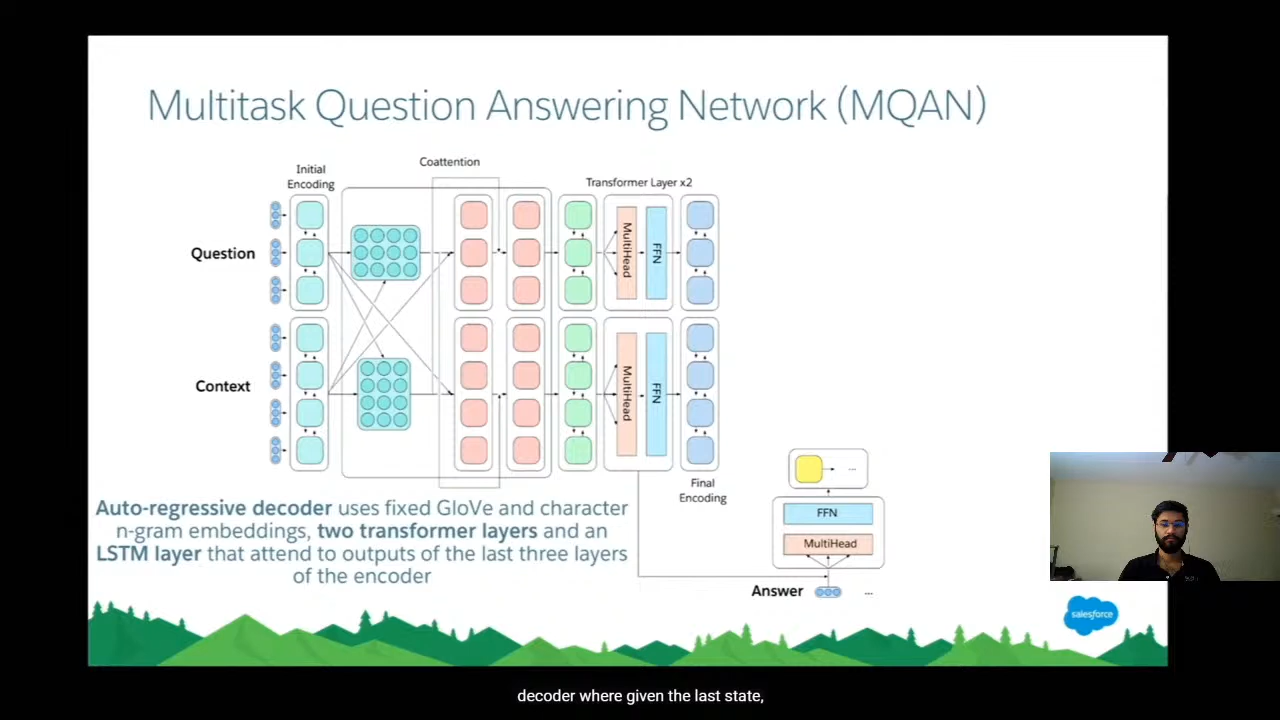 Multitask Question Answering Network (MQAN)
Initial
Encoding
Coattention
Transformer Layer x2
Question
MultiHead
FFN
Context
MultiHead
FFN
Final
Encoding
Auto-regressive decoder uses fixed GloVe and character
n-gram embeddings, two transformer layers and an
LSTM layer that attend to outputs of the last three layers
of the encoder
...
FFN
MultiHead
Answer ...
salesforce
decoder where given the last state,